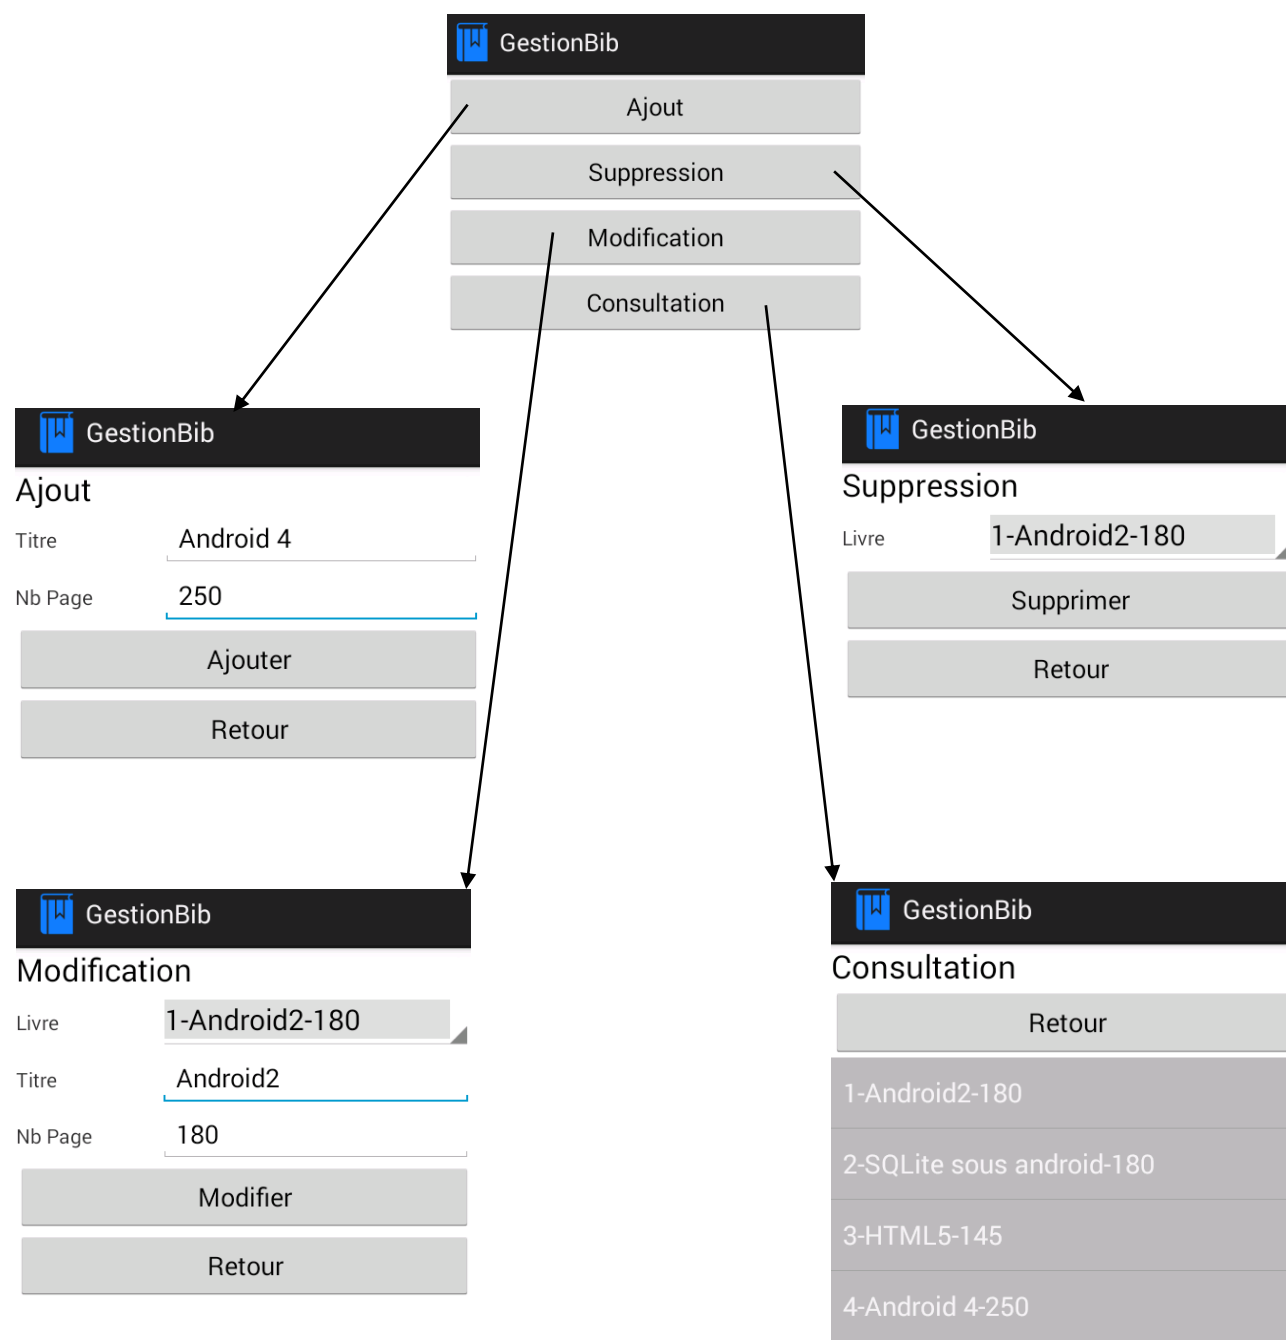 GestionBib
Ajout
Suppression
Modification
Consultation
GestionBib
Ajout
Titre Android 4
Nb Page 250
Ajouter
Retour
GestionBib
Suppression
Livre 1-Android2-180
Supprimer
Retour
GestionBib
Modification
Livre 1-Android2-180
Titre Android2
Nb Page 180
Modifier
Retour
GestionBib
Consultation
Retour
1-Android2-180
2-SQLite sous android-180
3-HTML5-145
4-Android 4-250